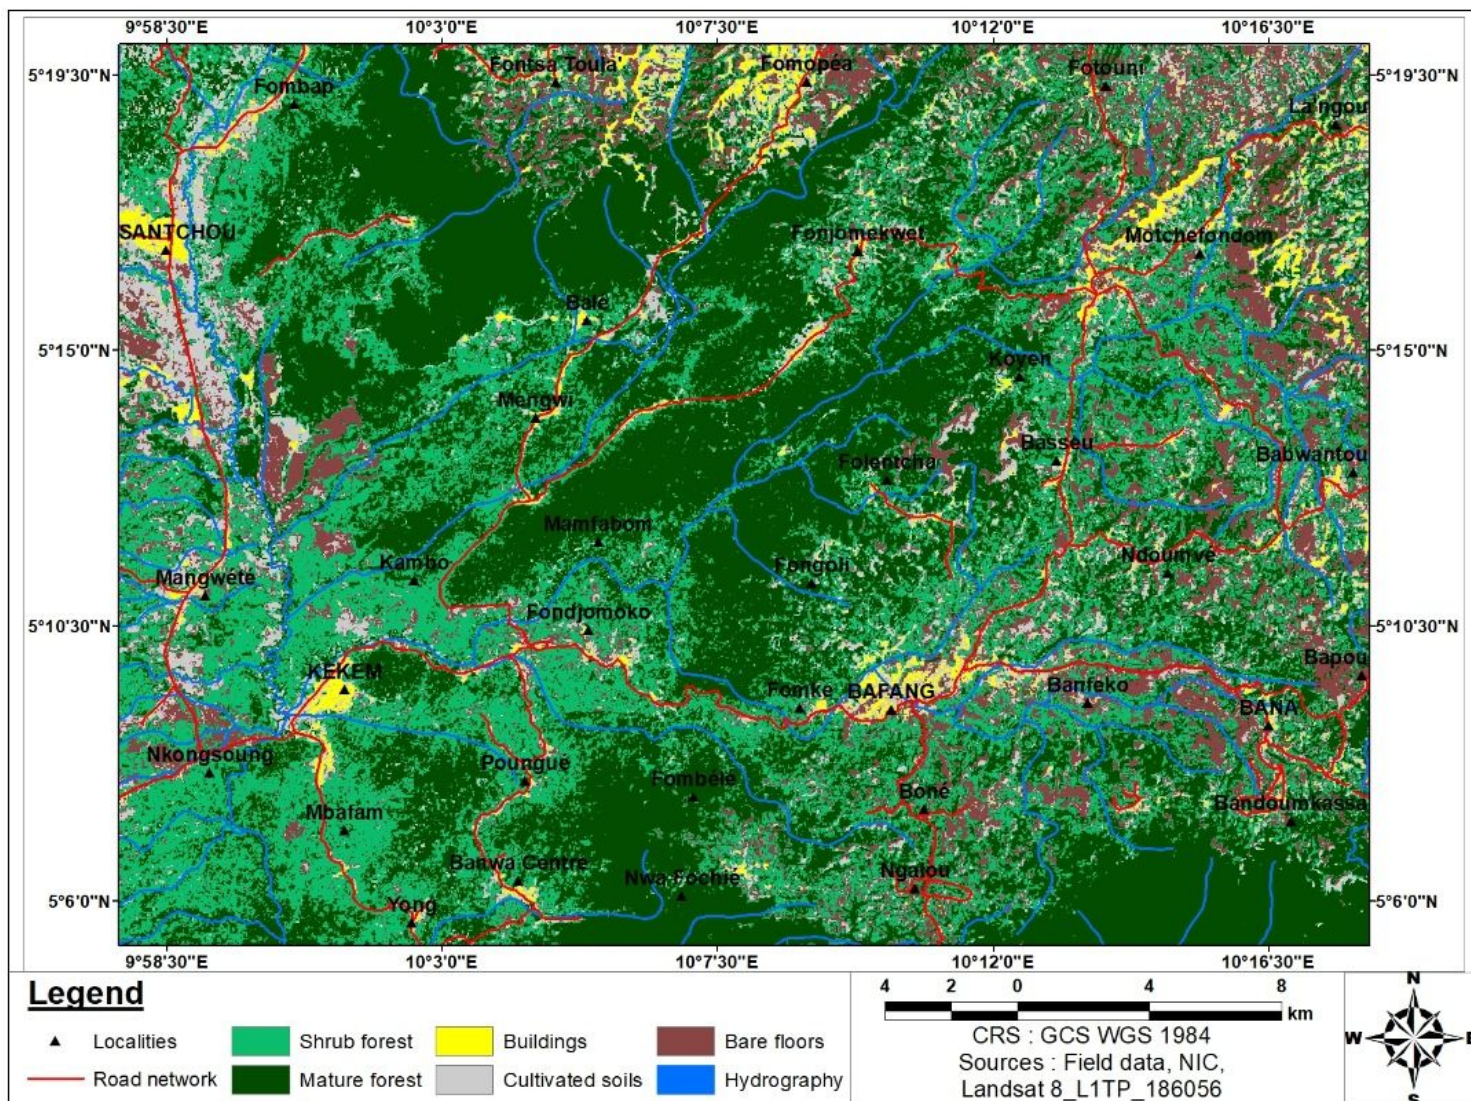 9°58'30"E 10°3'0"E 10°7'30"E 10°12'0"E 10°16'30"E
5°19'30"N 5°19'30"N
Fombap
Fontsa Toula'
Fomopéa
Fotouni
La'ngou
SANTCHOU
Fonjomekwet
Motchefondom
Balé
5°15'0"N 5°15'0"N
Koyen
Mengwi
Folentcha
Basseu
Babwantou
Mamfabom
Mangwété
Kambo
Fongoli
Ndoumvé
5°10'30"N 5°10'30"N
Fondjomoko
KEKEM
Fomké
BAFANG
Banfeko
Bapou
BANA
Nkongsoung
Poungue
Fombélé
Boné
Bandoumkassa
Mbafam
Banwa Centre
Nwa Fochié
Ngalou
5°6'0"N 5°6'0"N
Yong
9°58'30"E 10°3'0"E 10°7'30"E 10°12'0"E 10°16'30"E
Legend
Localities
Shrub forest
Buildings
Bare floors
Road network
Mature forest
Cultivated soils
Hydrography
4 2 0 4 8
km
CRS : GCS WGS 1984
Sources : Field data, NIC,
Landsat 8_L1TP_186056
N
W E
S